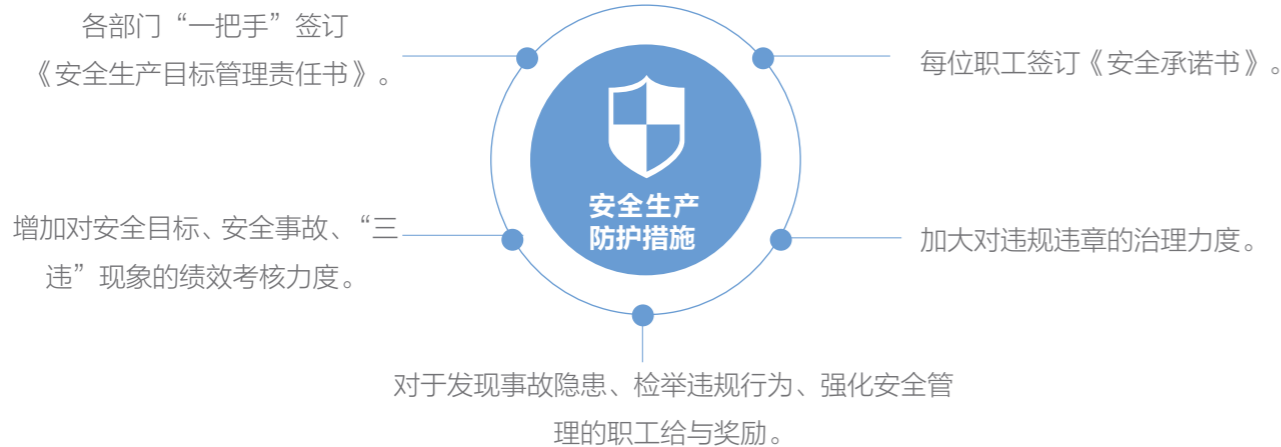 各部门“一把手”签订
《安全生产目标管理责任书》。
每位职工签订《安全承诺书》。
安全生产
防护措施
增加对安全目标、安全事故、“三
违”现象的绩效考核力度。
加大对违规违章的治理力度。
对于发现事故隐患、检举违规行为、强化安全管
理的职工给与奖励。